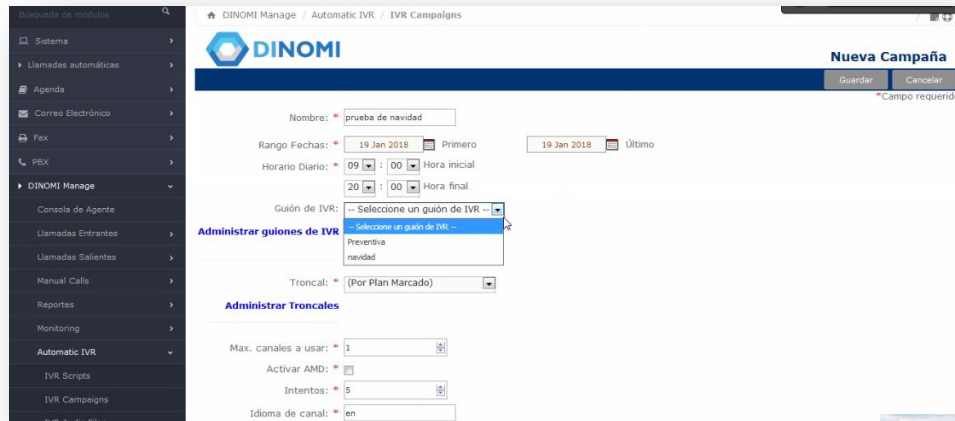 Búsqueda de módulos
DINOMI Manage / Automatic IVR / IVR Campaigns
Sistema
Llamadas automáticas
Agenda
Correo Electrónico
Fax
PBX
DINOMI Manage
Consola de Agente
Llamadas Entrantes
Llamadas Salientes
Manual Calls
Reportes
Monitoring
Automatic IVR
IVR Scripts
IVR Campaigns
IVR Audio Files
DINOMI
Nueva Campaña
Guardar Cancelar
*Campo requerido
Nombre: * prueba de navidad
Rango Fechas: * 19 Jan 2018 Primero 19 Jan 2018 Último
Horario Diario: * 09 : 00 Hora inicial
20 : 00 Hora final
Guión de IVR: -- Seleccione un guión de IVR --
-- Seleccione un guión de IVR --
Administrar guiones de IVR
Preventiva
navidad
Troncal: * (Por Plan Marcado)
Administrar Troncales
Max. canales a usar: * 1
Activar AMD: *
Intentos: * 5
Idioma de canal: * en